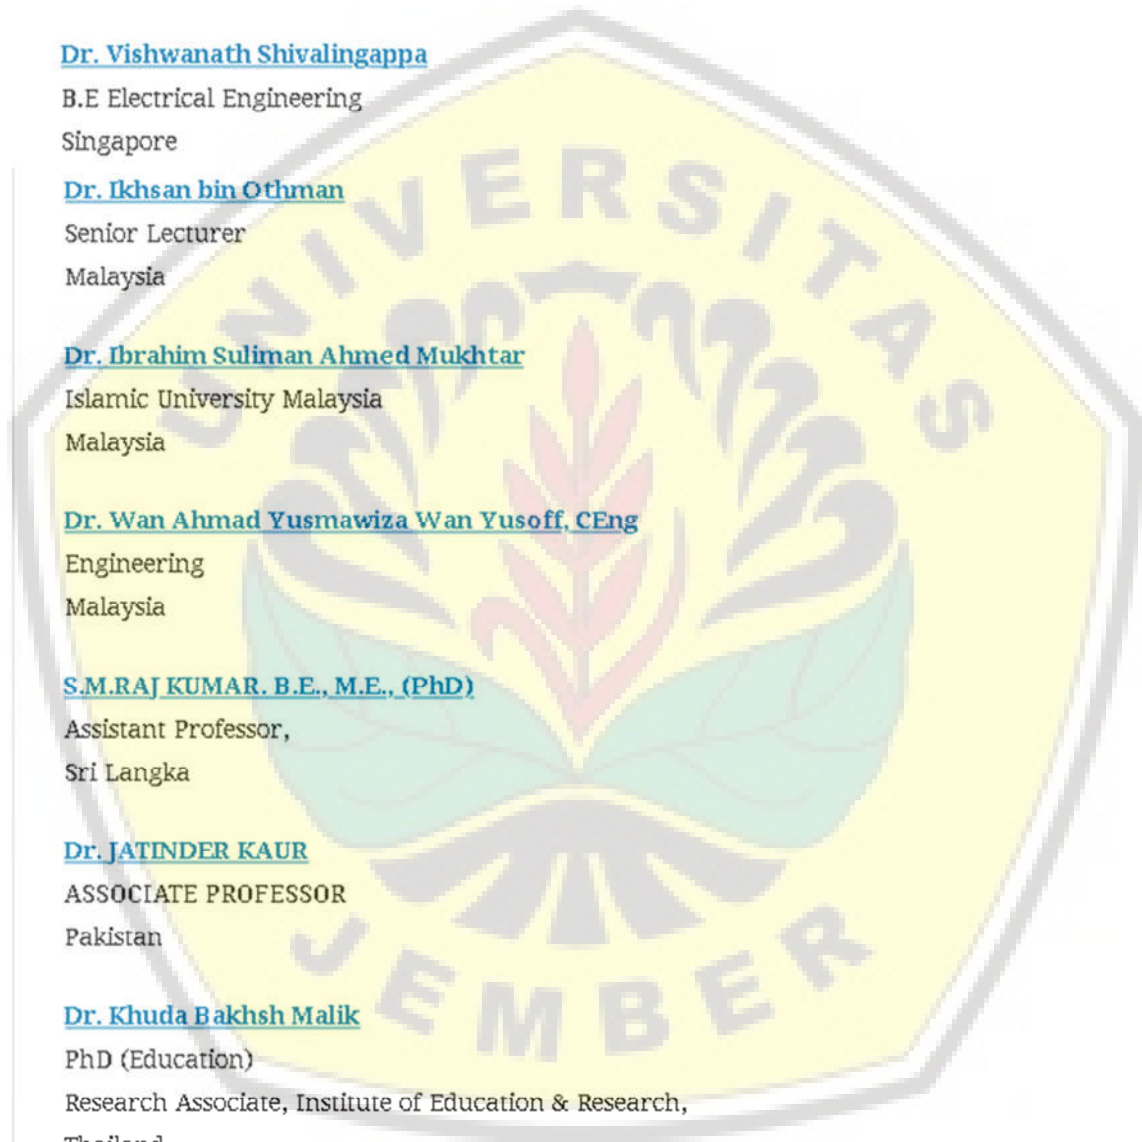 Dr. Vishwanath Shivalingappa
B.E Electrical Engineering
Singapore
Dr. Ikhsan bin Othman
Senior Lecturer
Malaysia
Dr. Ibrahim Suliman Ahmed Mukhtar
Islamic University Malaysia
Malaysia
Dr. Wan Ahmad Yusmawiza Wan Yusoff, CEng
Engineering
Malaysia
S.M.RAJ KUMAR. B.E., M.E., (PhD)
Assistant Professor,
Sri Langka
Dr. JATINDER KAUR
ASSOCIATE PROFESSOR
Pakistan
Dr. Khuda Bakhsh Malik
PhD (Education)
Research Associate, Institute of Education & Research,
Thailand
UNIVERSITAS
JEMBER